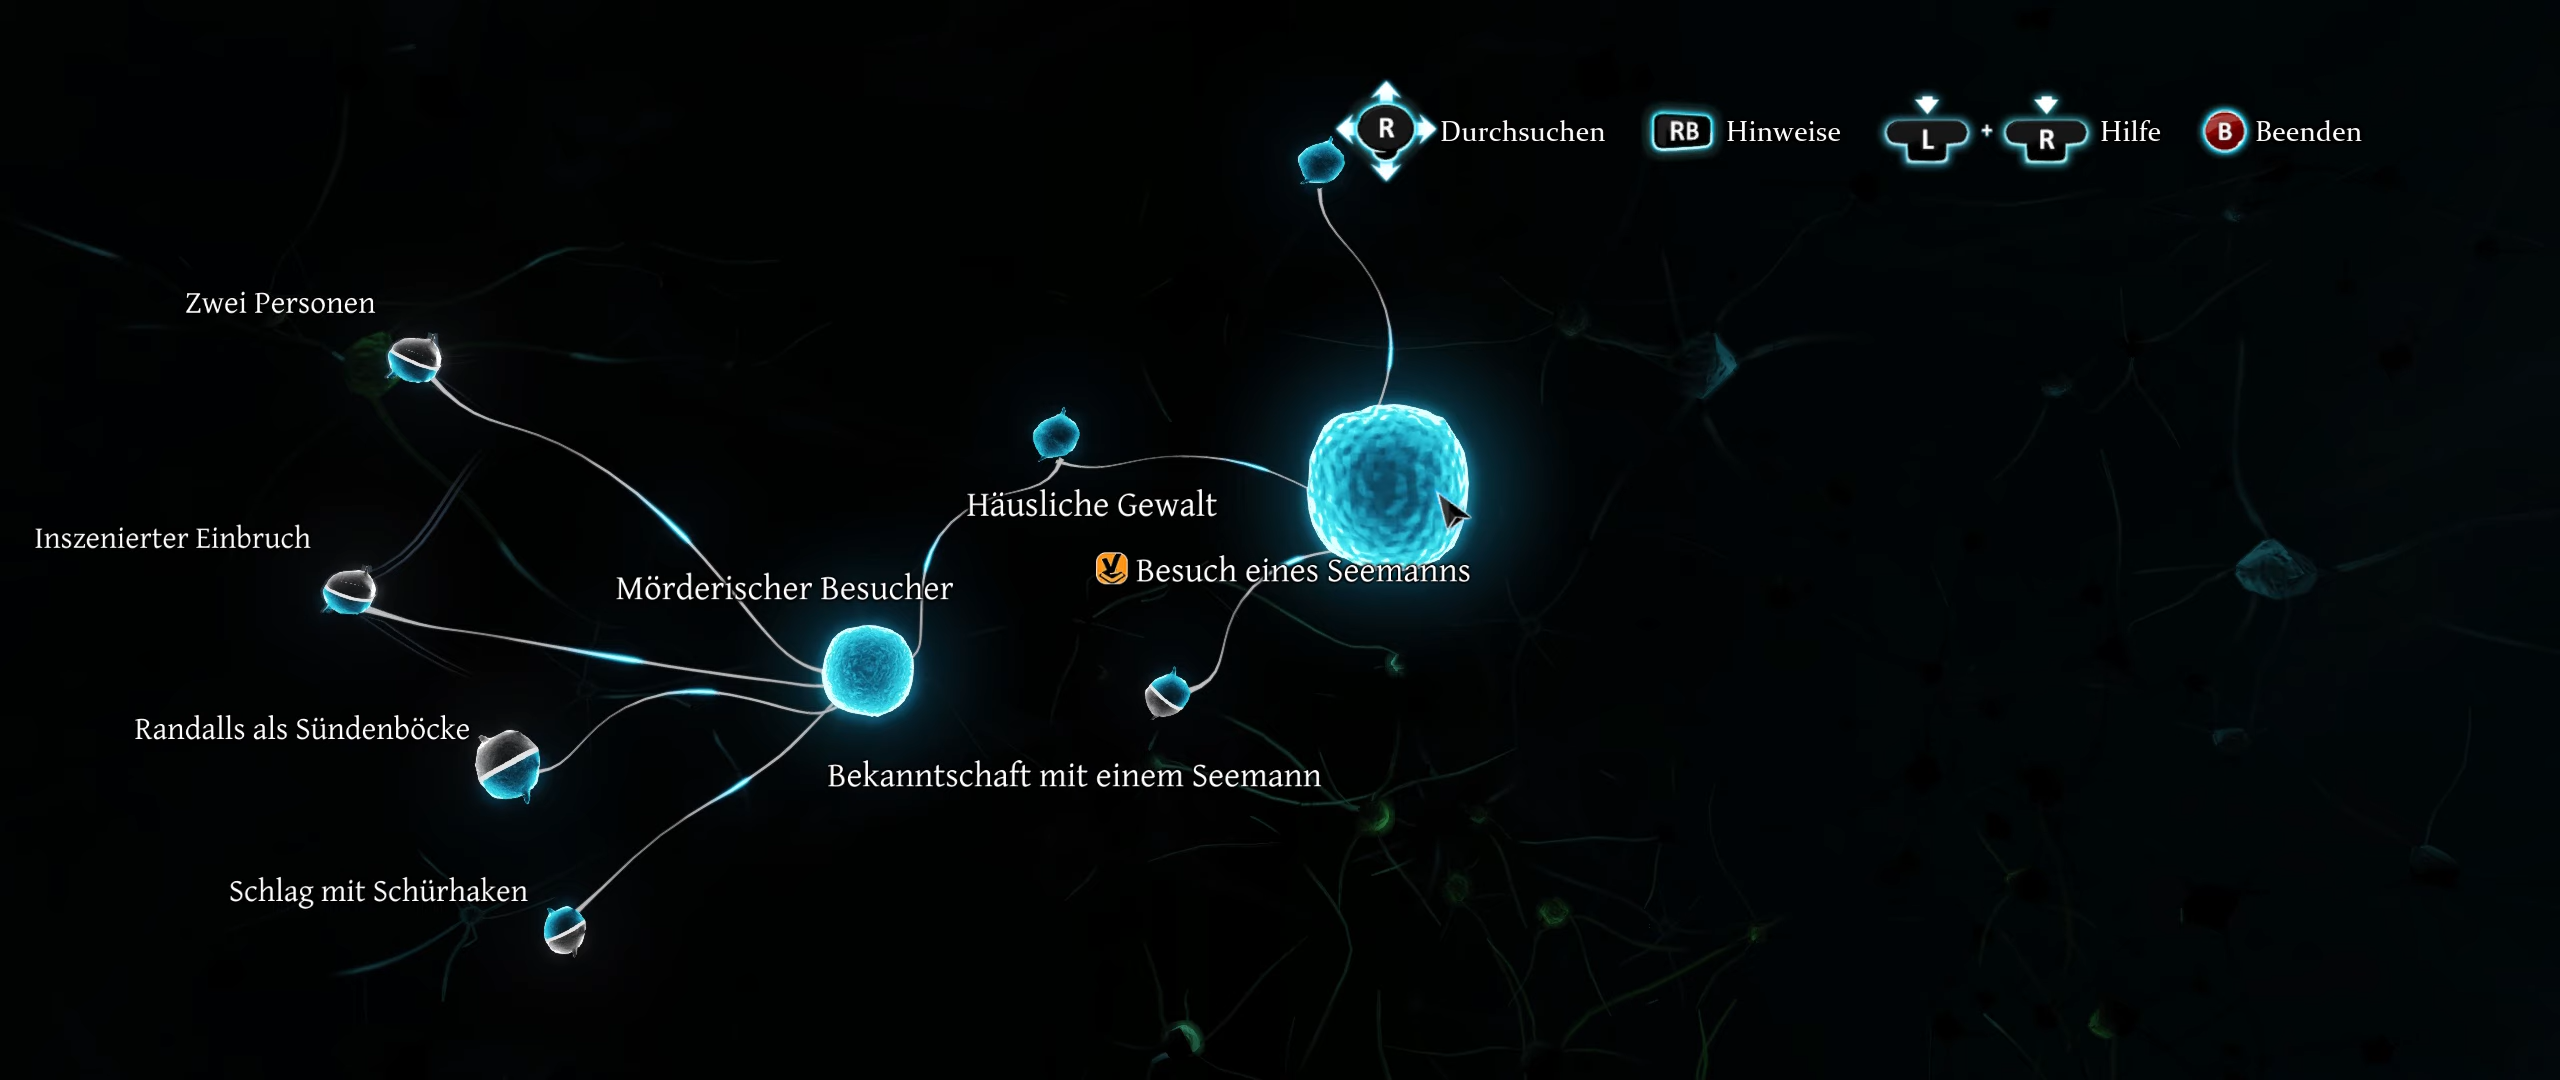 R Durchsuchen RB Hinweise L + R Hilfe B Beenden
Zwei Personen
Häusliche Gewalt
Inszenierter Einbruch
Besuch eines Seemanns
Mörderischer Besucher
Randalls als Sündenböcke
Bekanntschaft mit einem Seemann
Schlag mit Schürhaken